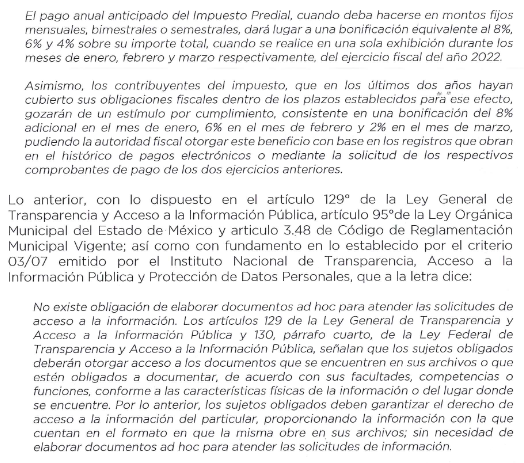 El pago anual anticipado del Impuesto Predial, cuando deba hacerse en montos fijos
mensuales, bimestrales o semestrales, dará lugar a una bonificación equivalente al 8%,
6% y 4% sobre su importe total, cuando se realice en una sola exhibición durante los
meses de enero, febrero y marzo respectivamente, del ejercicio fiscal del año 2022.
Asimismo, los contribuyentes del impuesto, que en los últimos dos años hayan
cubierto sus obligaciones fiscales dentro de los plazos establecidos para ese efecto,
gozarán de un estímulo por cumplimiento, consistente en una bonificación del 8%
adicional en el mes de enero, 6% en el mes de febrero y 2% en el mes de marzo,
pudiendo la autoridad fiscal otorgar este beneficio con base en los registros que obran
en el histórico de pagos electrónicos o mediante la solicitud de los respectivos
comprobantes de pago de los dos ejercicios anteriores.
Lo anterior, con lo dispuesto en el artículo 129° de la Ley General de
Transparencia y Acceso a la Información Pública, artículo 95°de la Ley Orgánica
Municipal del Estado de México y articulo 3.48 de Código de Reglamentación
Municipal Vigente; así como con fundamento en lo establecido por el criterio
03/07 emitido por el Instituto Nacional de Transparencia, Acceso a la
Información Pública y Protección de Datos Personales, que a la letra dice:
No existe obligación de elaborar documentos ad hoc para atender las solicitudes de
acceso a la información. Los artículos 129 de la Ley General de Transparencia y
Acceso a la Información Pública y 130, párrafo cuarto, de la Ley Federal de
Transparencia y Acceso a la Información Pública, señalan que los sujetos obligados
deberán otorgar acceso a los documentos que se encuentren en sus archivos o que
estén obligados a documentar, de acuerdo con sus facultades, competencias o
funciones, conforme a las características físicas de la información o del lugar donde
se encuentre. Por lo anterior, los sujetos obligados deben garantizar el derecho de
acceso a la información del particular, proporcionando la información con la que
cuentan en el formato en que la misma obre en sus archivos; sin necesidad de
elaborar documentos ad hoc para atender las solicitudes de información.